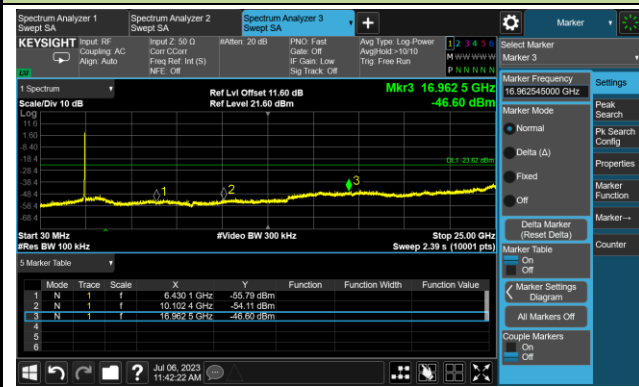 Spectrum Analyzer 1
Swept SA
Spectrum Analyzer 2
Swept SA
Spectrum Analyzer 3
Swept SA
Marker
KEYSIGHT
Input: RF
Coupling: AC
Align: Auto
Input Z: 50 Ω
Corr CCorr
Freq Ref: Int (S)
NFE: Off
#Atten: 20 dB
PNO: Fast
Gate: Off
IF Gain: Low
Sig Track: Off
Avg Type: Log-Power
Avg|Hold:>10/10
Trig: Free Run
1 2 3 4 5 6
M W W W W W
P N N N N N
LVI
1 Spectrum
Scale/Div 10 dB
Log
Ref Lvl Offset 11.60 dB
Ref Level 21.60 dBm
Mkr3 16.962 5 GHz
-46.60 dBm
11.6
1.60
-8.40
-18.4
-28.4
-38.4
-48.4
-58.4
-68.4
DL1 -23.62 dBm
1
2
3
Start 30 MHz
#Res BW 100 kHz
#Video BW 300 kHz
Stop 25.00 GHz
Sweep 2.39 s (10001 pts)
5 Marker Table
Mode Trace Scale X Y Function Function Width Function Value
1 N 1 f 6.430 1 GHz -55.79 dBm
2 N 1 f 10.102 4 GHz -54.11 dBm
3 N 1 f 16.962 5 GHz -46.60 dBm
4
5
6
Jul 06, 2023
11:42:22 AM
Select Marker
Marker 3
Marker Frequency
16.962545000 GHz
Marker Mode
Normal
Delta (Δ)
Fixed
Off
Delta Marker
(Reset Delta)
Marker Table
On
Off
Marker Settings
Diagram
All Markers Off
Couple Markers
On
Off
Settings
Peak
Search
Pk Search
Config
Properties
Marker
Function
Marker→
Counter